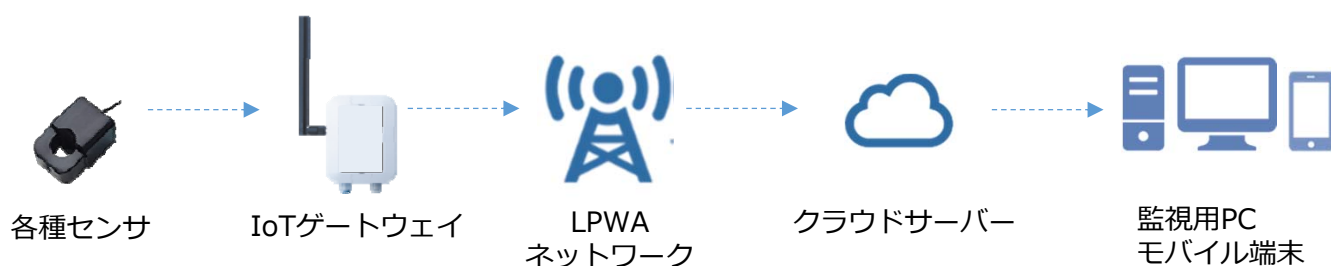 各種センサ
IoTゲートウェイ
LPWA
ネットワーク
クラウドサーバー
監視用PC
モバイル端末